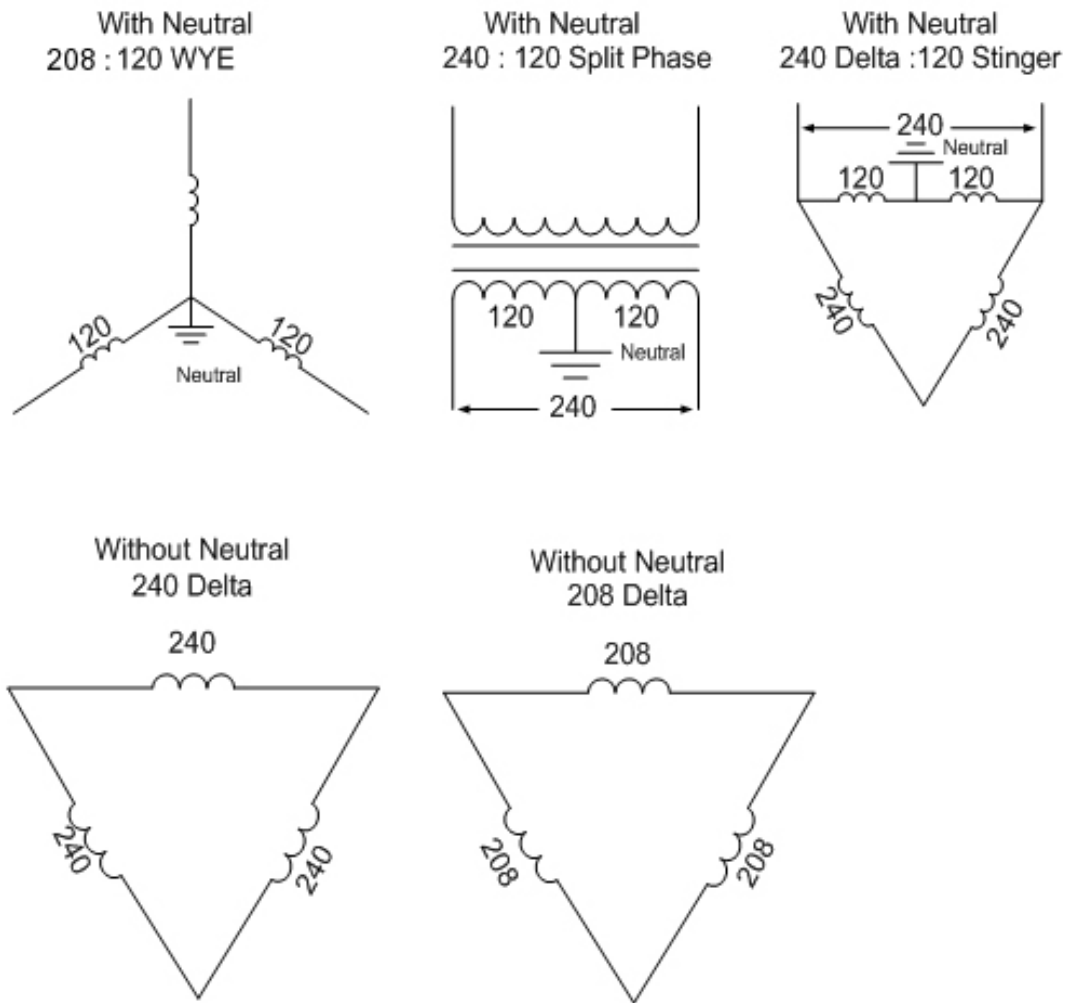 With Neutral
208 : 120 WYE
120
120
Neutral
With Neutral
240 : 120 Split Phase
120
120
Neutral
240
With Neutral
240 Delta :120 Stinger
240
Neutral
120
120
240
240
Without Neutral
240 Delta
240
240
240
Without Neutral
208 Delta
208
208
208